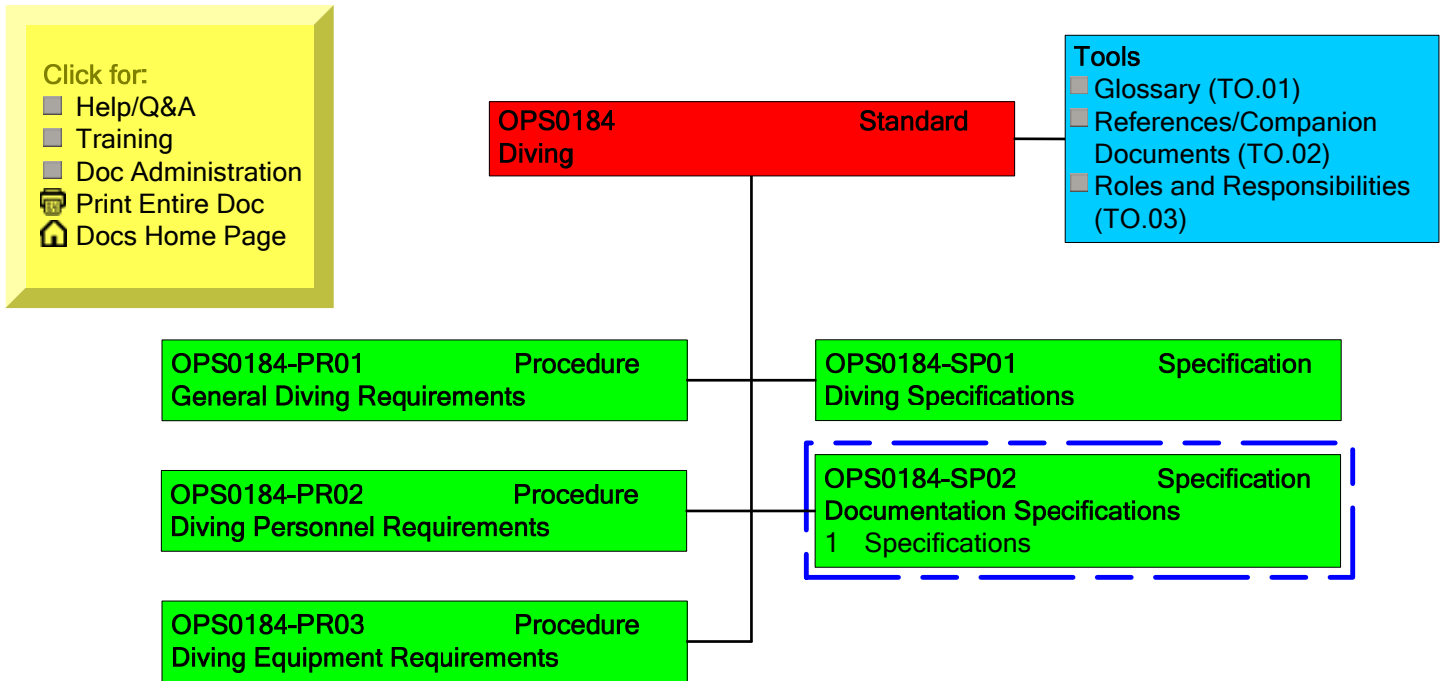 Click for:
Help/Q&A
Training
Doc Administration
Print Entire Doc
Docs Home Page
OPS0184 Standard
Diving
Tools
Glossary (TO.01)
References/Companion
Documents (TO.02)
Roles and Responsibilities
(TO.03)
OPS0184-PR01 Procedure
General Diving Requirements
OPS0184-SP01 Specification
Diving Specifications
OPS0184-PR02 Procedure
Diving Personnel Requirements
OPS0184-SP02 Specification
Documentation Specifications
1 Specifications
OPS0184-PR03 Procedure
Diving Equipment Requirements